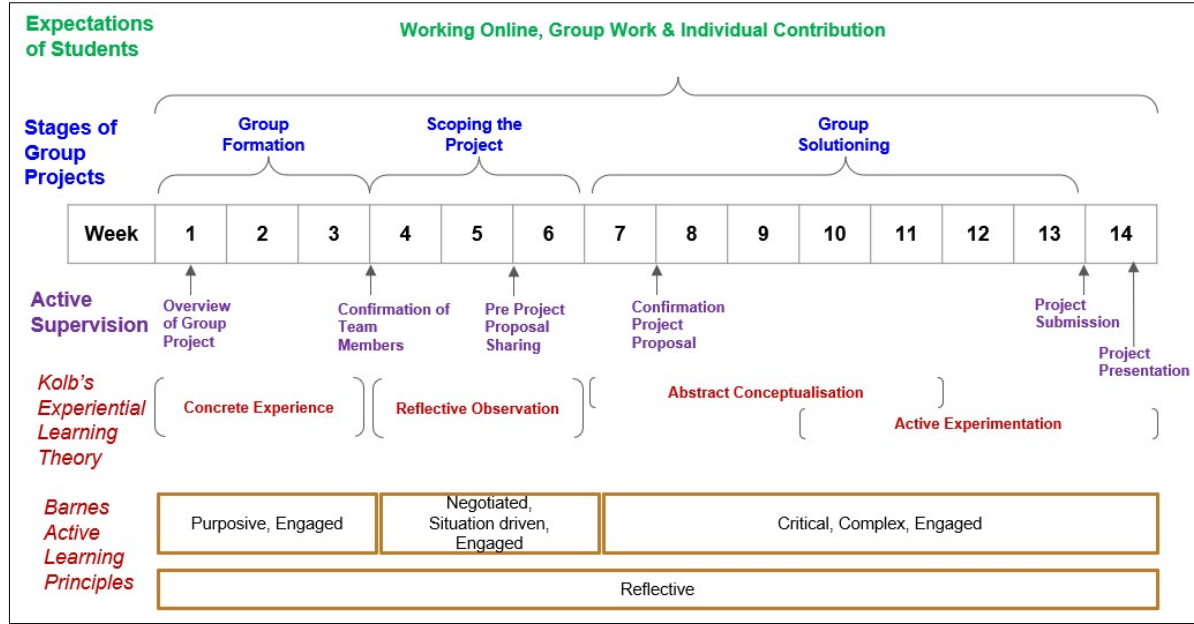 Expectations
of Students
Working Online, Group Work & Individual Contribution
Stages of
Group
Projects
Group
Formation
Scoping the
Project
Group
Solutioning
Week 1 2 3 4 5 6 7 8 9 10 11 12 13 14
Active
Supervision
Overview
of Group
Project
Confirmation of
Team
Members
Pre Project
Proposal
Sharing
Confirmation
Project
Proposal
Project
Submission
Project
Presentation
Kolb's
Experiential
Learning
Theory
Concrete Experience
Reflective Observation
Abstract Conceptualisation
Active Experimentation
Barnes
Active
Learning
Principles
Purposive, Engaged
Negotiated,
Situation driven,
Engaged
Critical, Complex, Engaged
Reflective